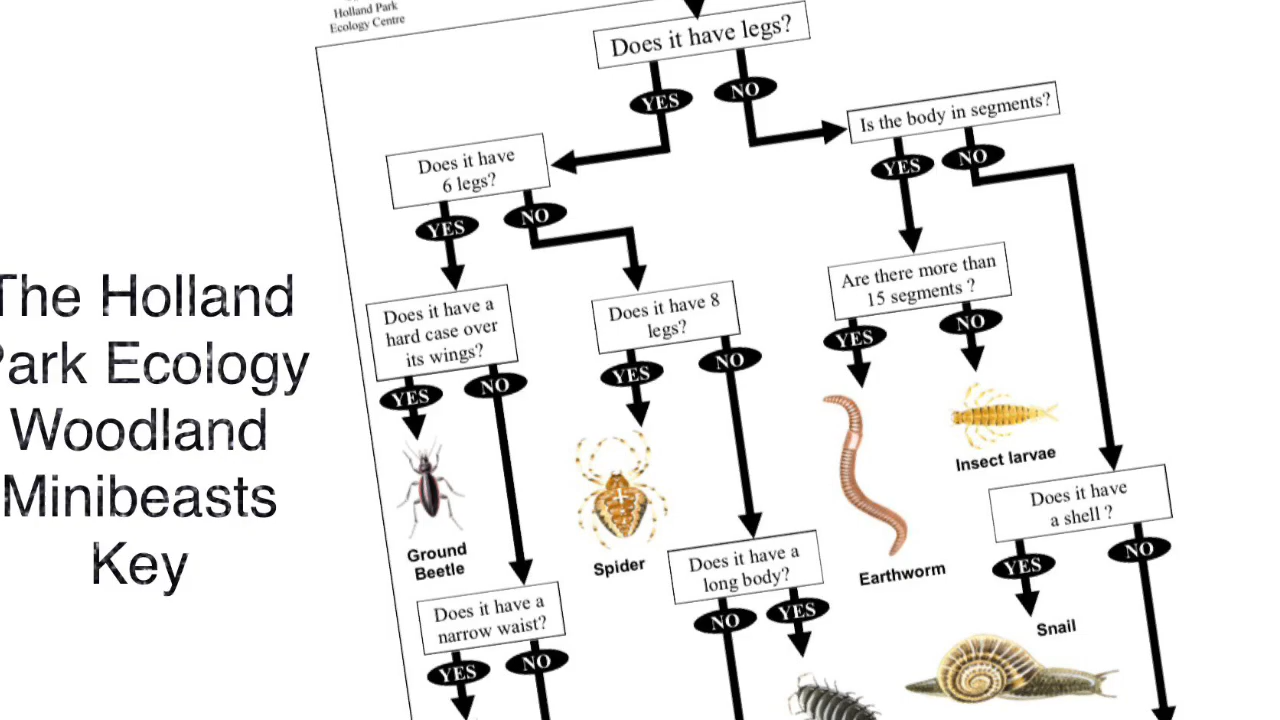 Holland Park
Ecology Centre
Does it have legs?
YES
NO
Is the body in segments?
YES
NO
Does it have
6 legs?
YES
NO
Are there more than
15 segments ?
YES
NO
Does it have a
hard case over
its wings?
YES
NO
Does it have 8
legs?
YES
NO
Insect larvae
Ground
Beetle
Spider
Earthworm
Does it have
a shell ?
YES
NO
Does it have a
long body?
NO
YES
Snail
Does it have a
narrow waist?
YES
NO
The Holland
Park Ecology
Woodland
Minibeasts
Key